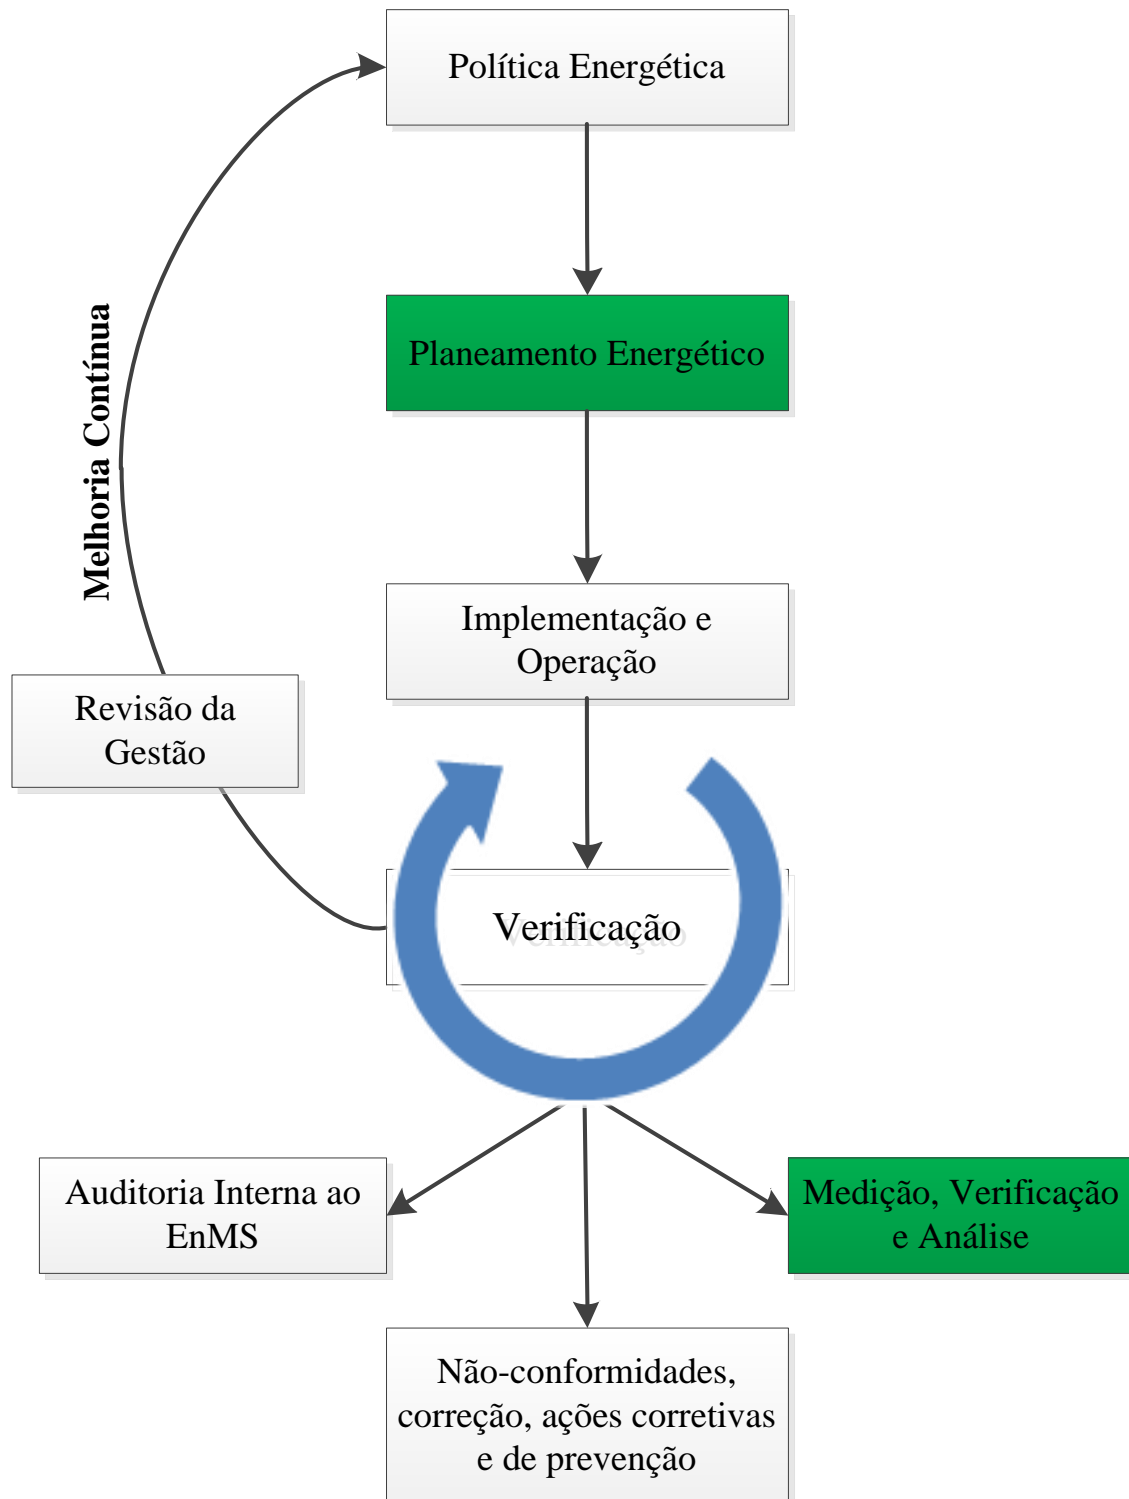 Política Energética
Planeamento Energético
Melhoria Contínua
Implementação e
Operação
Revisão da
Gestão
Verificação
Auditoria Interna ao
EnMS
Medição, Verificação
e Análise
Não-conformidades,
correção, ações corretivas
e de prevenção